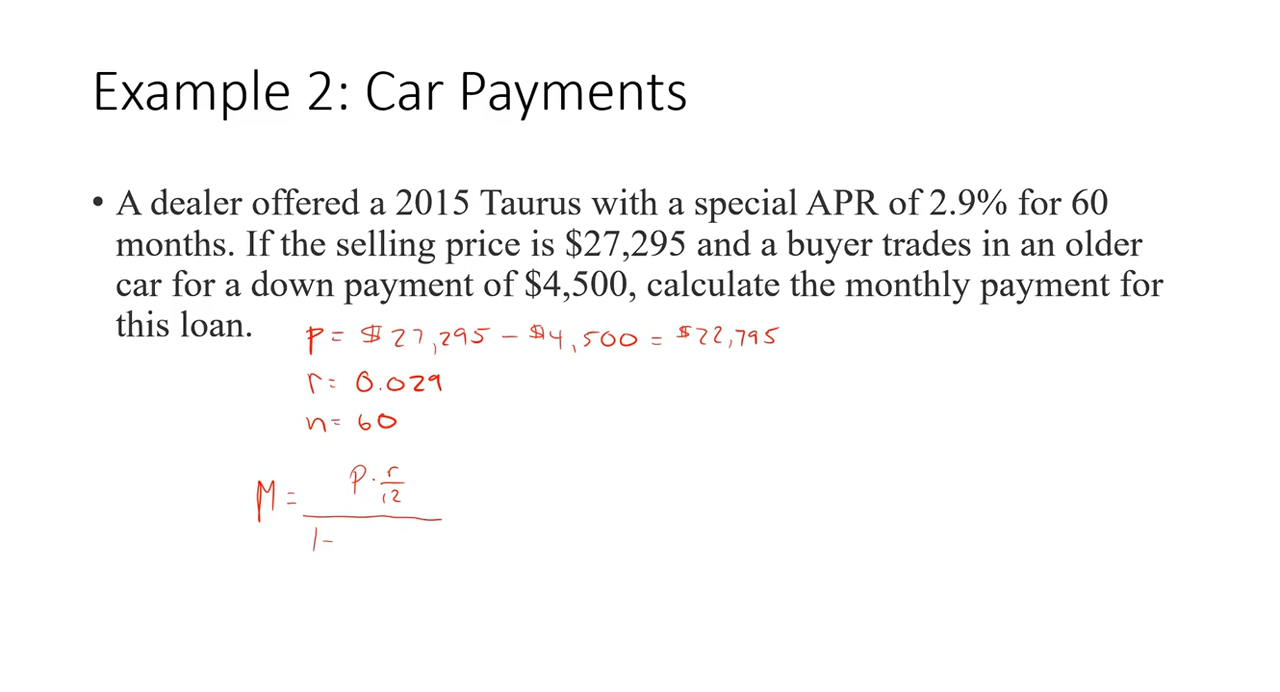 Example 2: Car Payments
• A dealer offered a 2015 Taurus with a special APR of 2.9% for 60
months. If the selling price is $27,295 and a buyer trades in an older
car for a down payment of $4,500, calculate the monthly payment for
this loan.
P = $27,295 - $4,500 = $22,795
r = 0.029
n = 60
P · r/12
M =
1 -